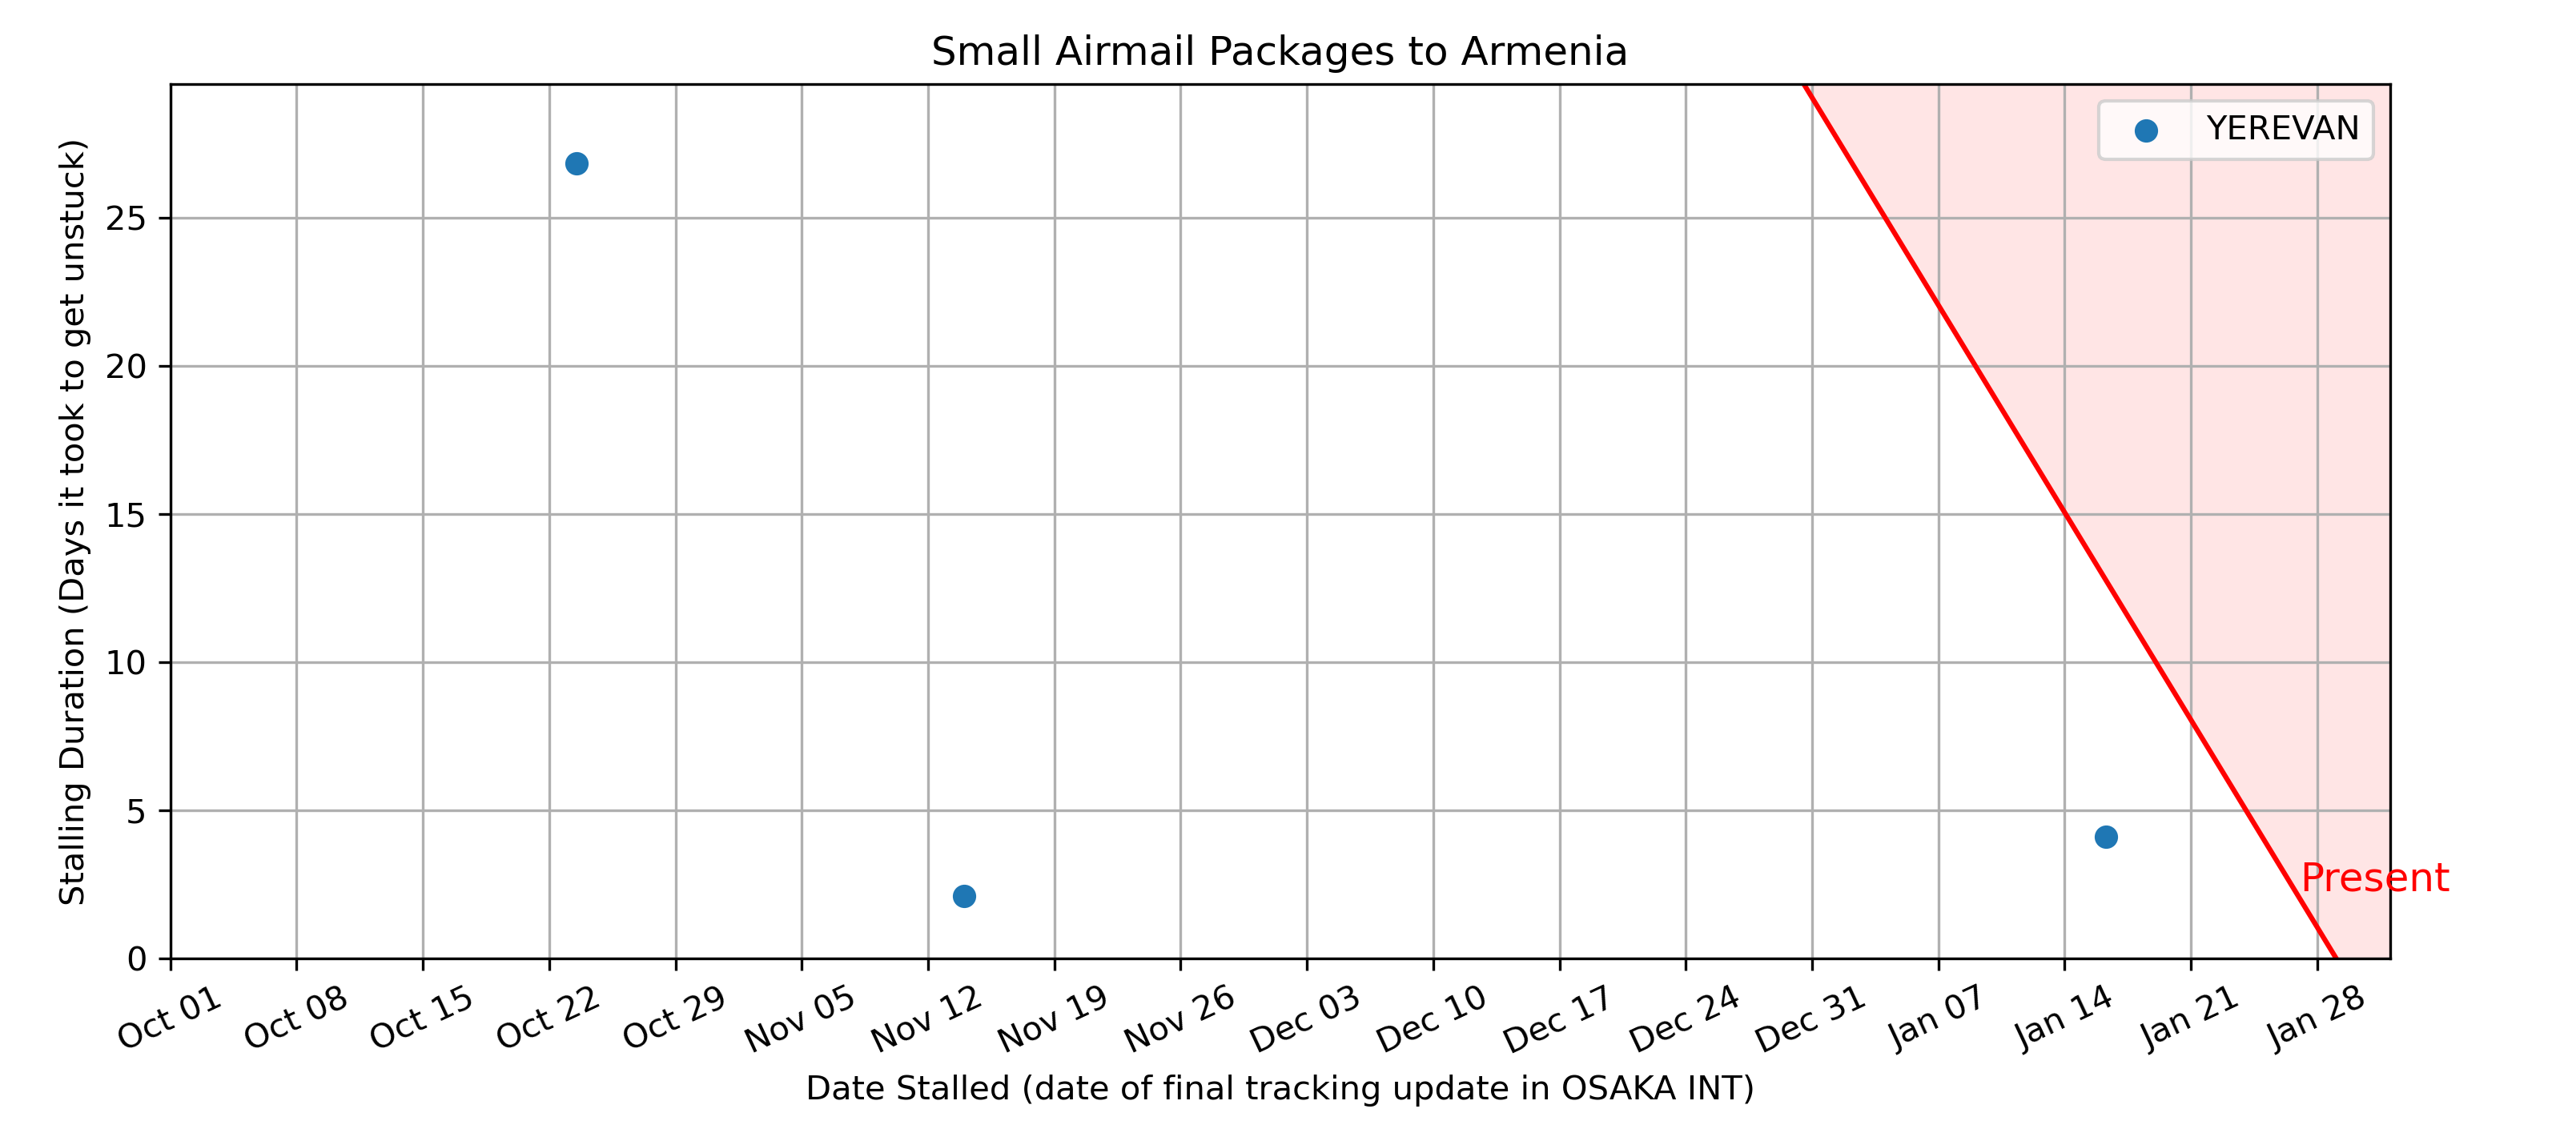 Small Airmail Packages to Armenia
YEREVAN
Stalling Duration (Days it took to get unstuck)
25
20
15
10
5
0
Present
Oct 01
Oct 08
Oct 15
Oct 22
Oct 29
Nov 05
Nov 12
Nov 19
Nov 26
Dec 03
Dec 10
Dec 17
Dec 24
Dec 31
Jan 07
Jan 14
Jan 21
Jan 28
Date Stalled (date of final tracking update in OSAKA INT)